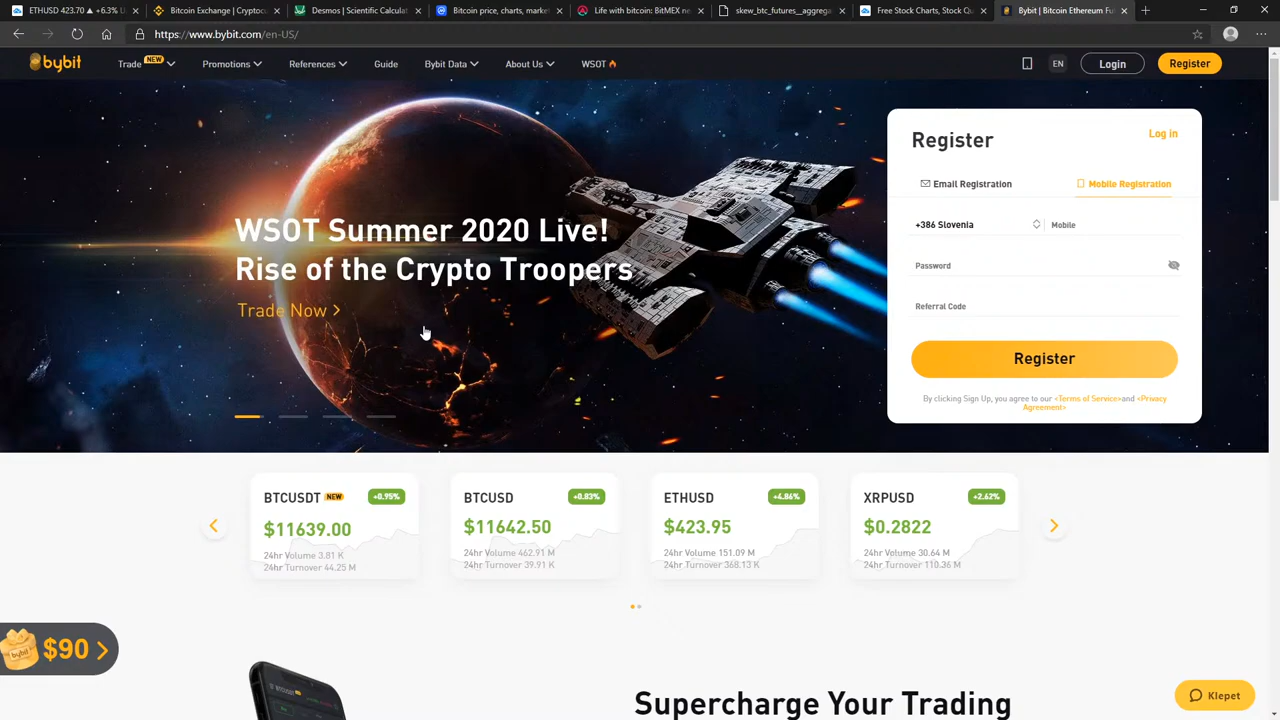 ETHUSD 423.70 ▲ +6.3% U
Bitcoin Exchange | Cryptocu
Desmos | Scientific Calculat
Bitcoin price, charts, market
Life with bitcoin: BitMEX ne
skew_btc_futures__aggrega
Free Stock Charts, Stock Qu
Bybit | Bitcoin Ethereum Fu
https://www.bybit.com/en-US/
bybit
Trade NEW
Promotions
References
Guide
Bybit Data
About Us
WSOT
EN
Login
Register
WSOT Summer 2020 Live!
Rise of the Crypto Troopers
Trade Now >
Register
Log in
Email Registration
Mobile Registration
+386 Slovenia
Mobile
Password
Referral Code
Register
By clicking Sign Up, you agree to our <Terms of Service>and <Privacy
Agreement>
BTCUSDT NEW +0.95%
$11639.00
24hr Volume 3.81 K
24hr Turnover 44.25 M
BTCUSD +0.83%
$11642.50
24hr Volume 462.91 M
24hr Turnover 39.91 K
ETHUSD +4.86%
$423.95
24hr Volume 151.09 M
24hr Turnover 368.13 K
XRPUSD +2.62%
$0.2822
24hr Volume 30.64 M
24hr Turnover 110.36 M
bybit
$90
Supercharge Your Trading
Klepet